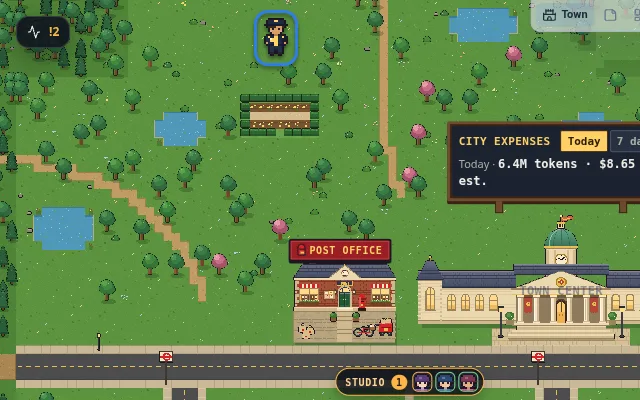 !2
Town
CITY EXPENSES Today 7 da
Today · 6.4M tokens · $8.65
est.
POST OFFICE
TOWN CENTER
STUDIO 1